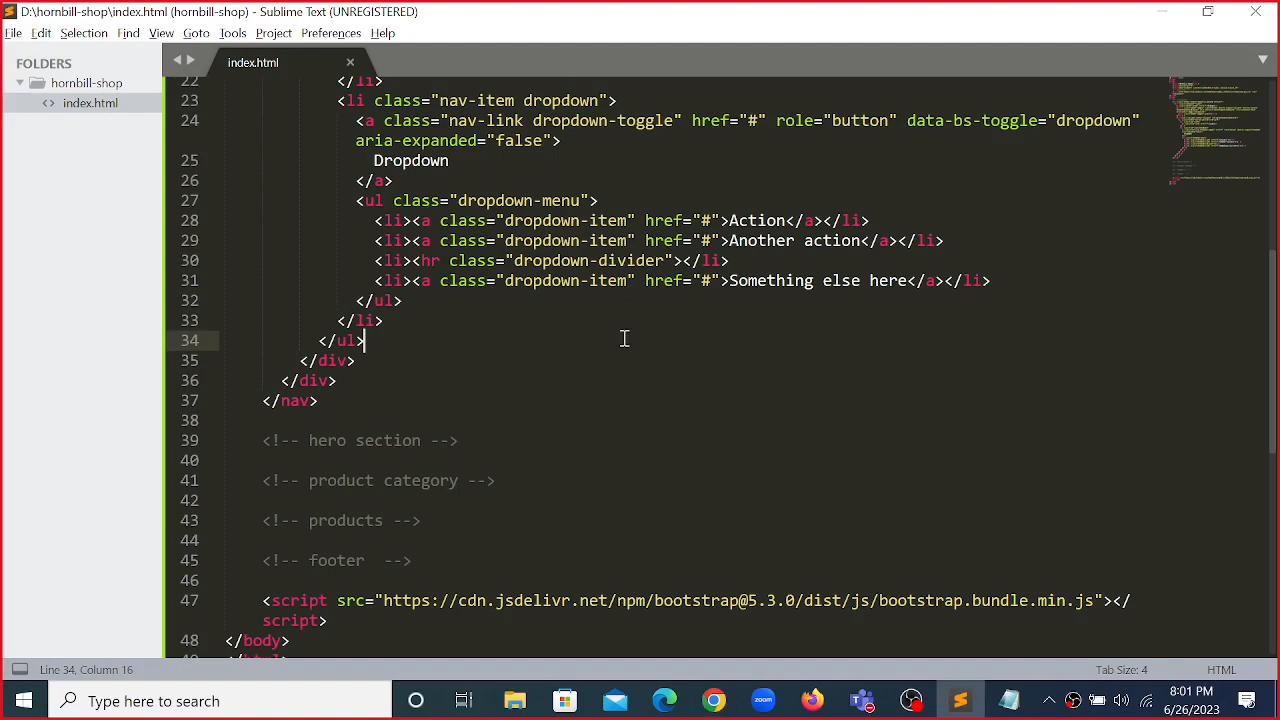 D:\hornbill-shop\index.html (hornbill-shop) - Sublime Text (UNREGISTERED)
File Edit Selection Find View Goto Tools Project Preferences Help
FOLDERS
hornbill-shop
index.html
index.html
22 </li>
23 <li class="nav-item dropdown">
24 <a class="nav-link dropdown-toggle" href="#" role="button" data-bs-toggle="dropdown"
aria-expanded="false">
25 Dropdown
26 </a>
27 <ul class="dropdown-menu">
28 <li><a class="dropdown-item" href="#">Action</a></li>
29 <li><a class="dropdown-item" href="#">Another action</a></li>
30 <li><hr class="dropdown-divider"></li>
31 <li><a class="dropdown-item" href="#">Something else here</a></li>
32 </ul>
33 </li>
34 </ul>
35 </div>
36 </div>
37 </nav>
38
39 <!-- hero section -->
40
41 <!-- product category -->
42
43 <!-- products -->
44
45 <!-- footer  -->
46
47 <script src="https://cdn.jsdelivr.net/npm/bootstrap@5.3.0/dist/js/bootstrap.bundle.min.js"></
script>
48 </body>
Line 34, Column 16
Tab Size: 4
HTML
Type here to search
zoom
8:01 PM
6/26/2023